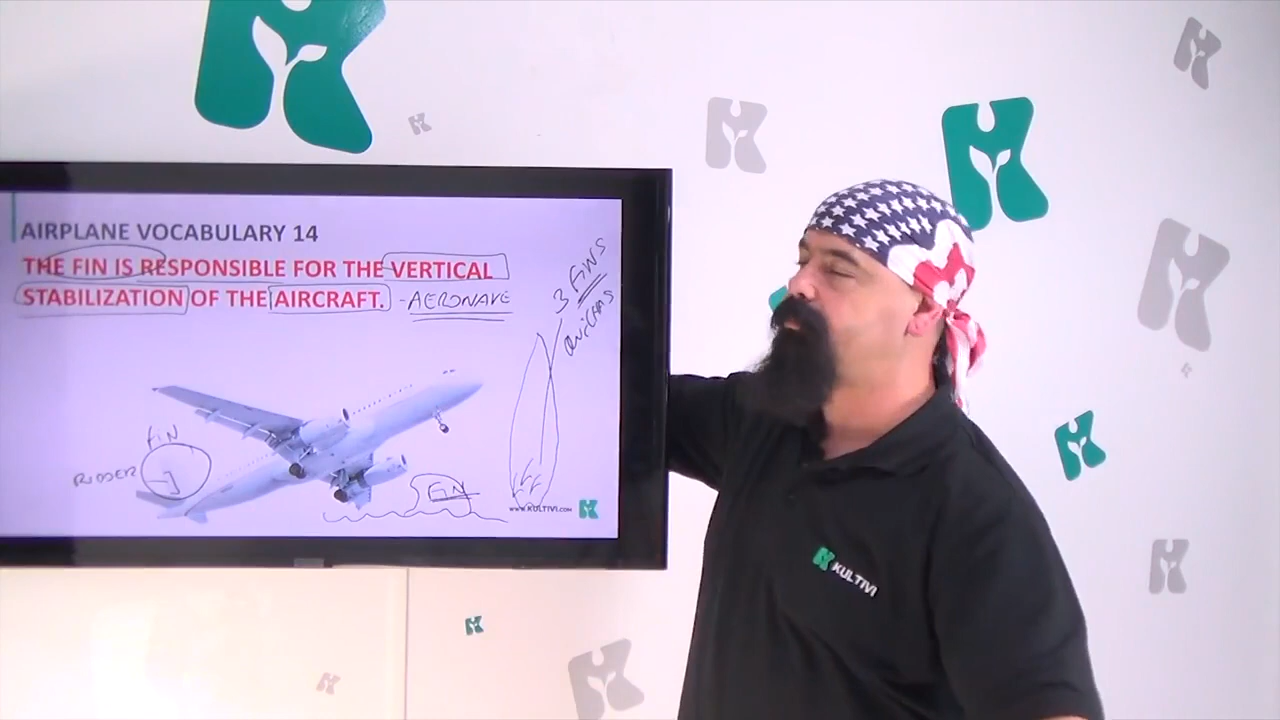 AIRPLANE VOCABULARY 14
THE FIN IS RESPONSIBLE FOR THE VERTICAL
STABILIZATION OF THE AIRCRAFT. - AERONAVE
3 FINS
QUILHAS
FIN
RUDDER
FIN
WWW.KULTIVI.COM
KULTIVI